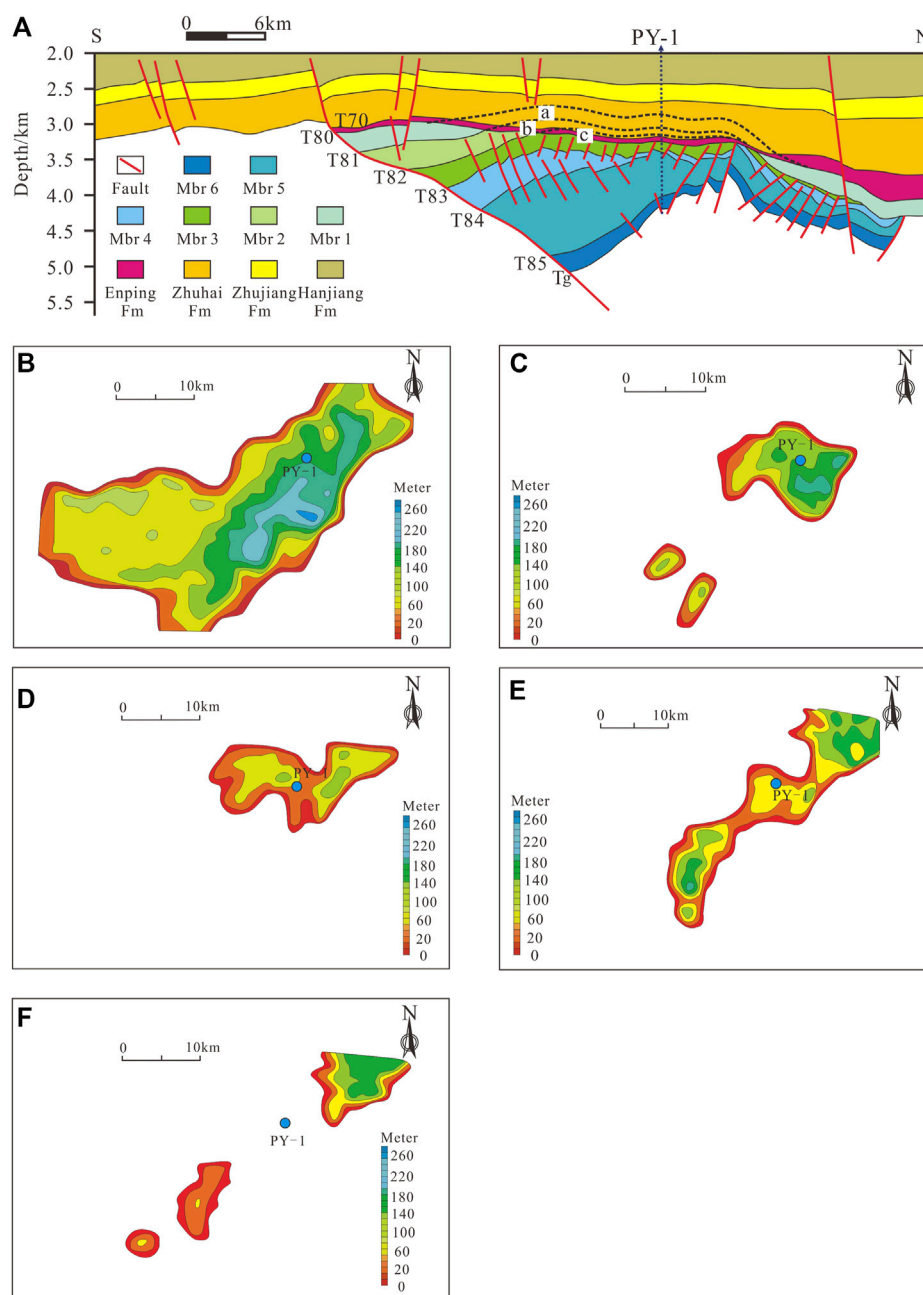 A
0 6km
S
PY-1
N
Depth/km
2.0
2.5
3.0
3.5
4.0
4.5
5.0
5.5
T70
T80
T81
T82
T83
T84
T85
Tg
a
b
c
Fault
Mbr 6
Mbr 5
Mbr 4
Mbr 3
Mbr 2
Mbr 1
Enping Fm
Zhuhai Fm
Zhujiang Fm
Hanjiang Fm
B
N
0 10km
PY-1
Meter
260
220
180
140
100
60
20
0
C
N
0 10km
PY-1
Meter
260
220
180
140
100
60
20
0
D
N
0 10km
PY-1
Meter
260
220
180
140
100
60
20
0
E
N
0 10km
PY-1
Meter
260
220
180
140
100
60
20
0
F
N
0 10km
PY-1
Meter
260
220
180
140
100
60
20
0